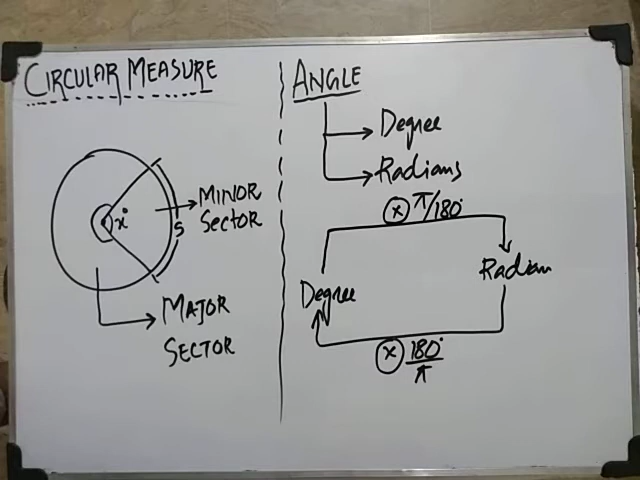 CIRCULAR MEASURE
x°
S
MINOR
SECTOR
MAJOR
SECTOR
ANGLE
Degree
Radians
× π/180°
Degree
Radian
× 180°/π